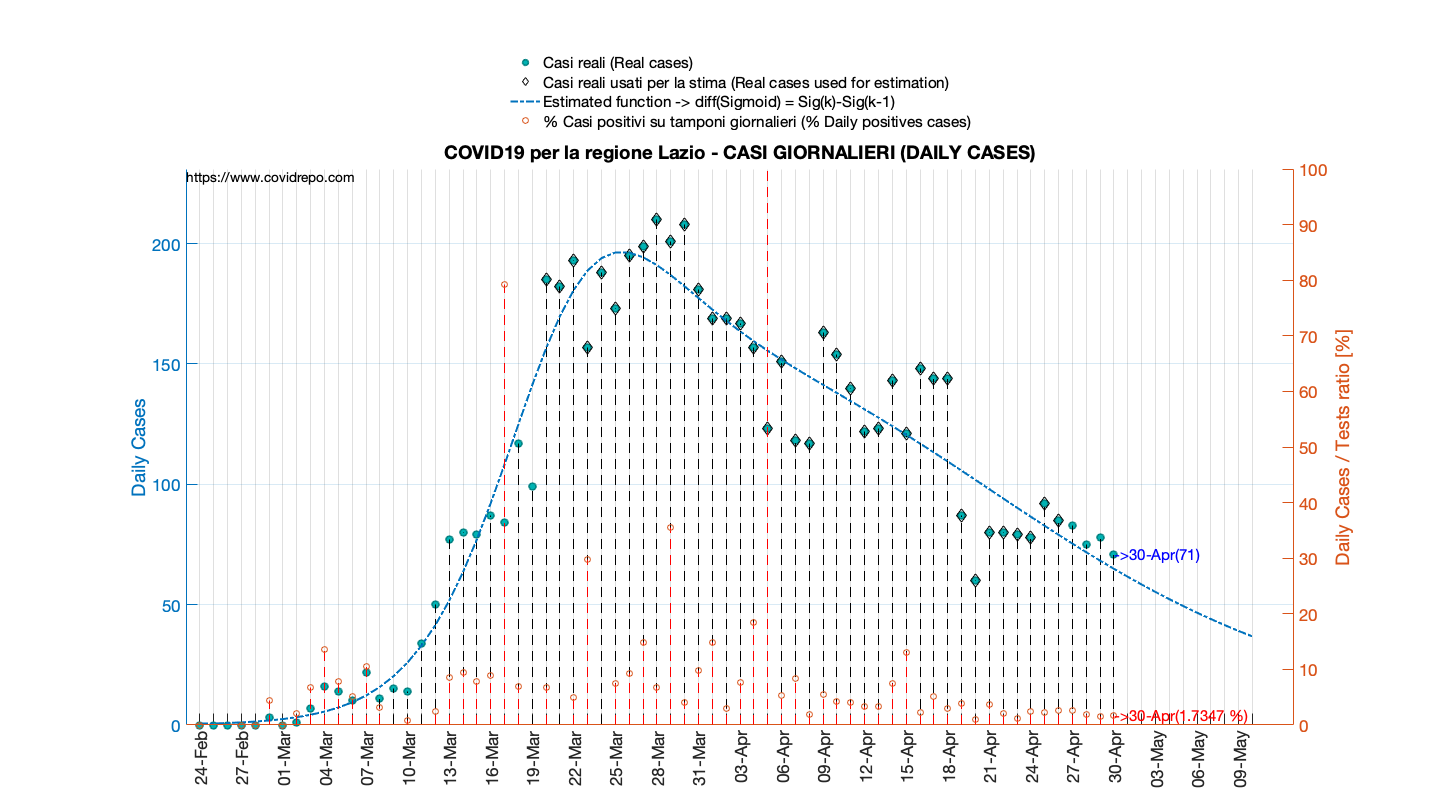 Casi reali (Real cases)
Casi reali usati per la stima (Real cases used for estimation)
Estimated function -> diff(Sigmoid) = Sig(k)-Sig(k-1)
% Casi positivi su tamponi giornalieri (% Daily positives cases)
COVID19 per la regione Lazio - CASI GIORNALIERI (DAILY CASES)
https://www.covidrepo.com
Daily Cases
200
150
100
50
0
100
90
80
70
60
50
40
30
20
10
0
Daily Cases / Tests ratio [%]
->30-Apr(71)
->30-Apr(1.7347 %)
24-Feb
27-Feb
01-Mar
04-Mar
07-Mar
10-Mar
13-Mar
16-Mar
19-Mar
22-Mar
25-Mar
28-Mar
31-Mar
03-Apr
06-Apr
09-Apr
12-Apr
15-Apr
18-Apr
21-Apr
24-Apr
27-Apr
30-Apr
03-May
06-May
09-May